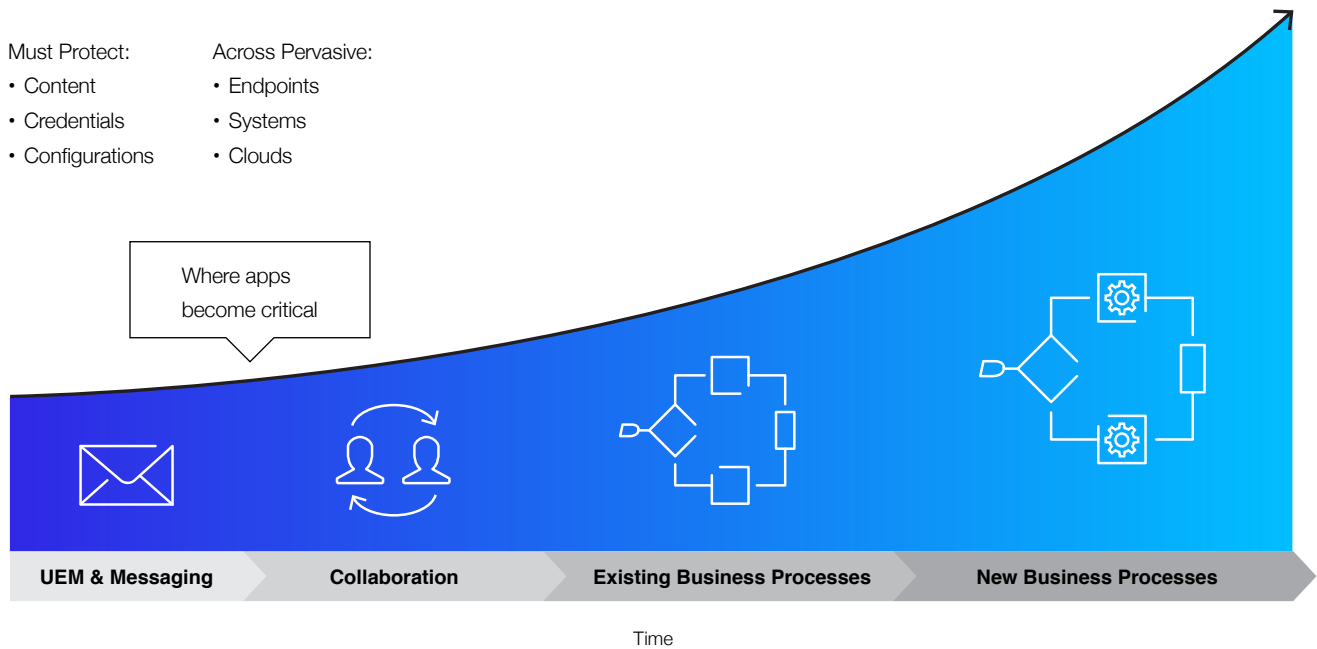 Must Protect:
• Content
• Credentials
• Configurations
Across Pervasive:
• Endpoints
• Systems
• Clouds
Where apps
become critical
UEM & Messaging
Collaboration
Existing Business Processes
New Business Processes
Time